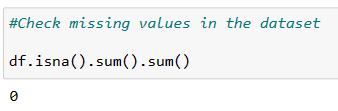 #Check missing values in the dataset
df.isna().sum().sum()
0